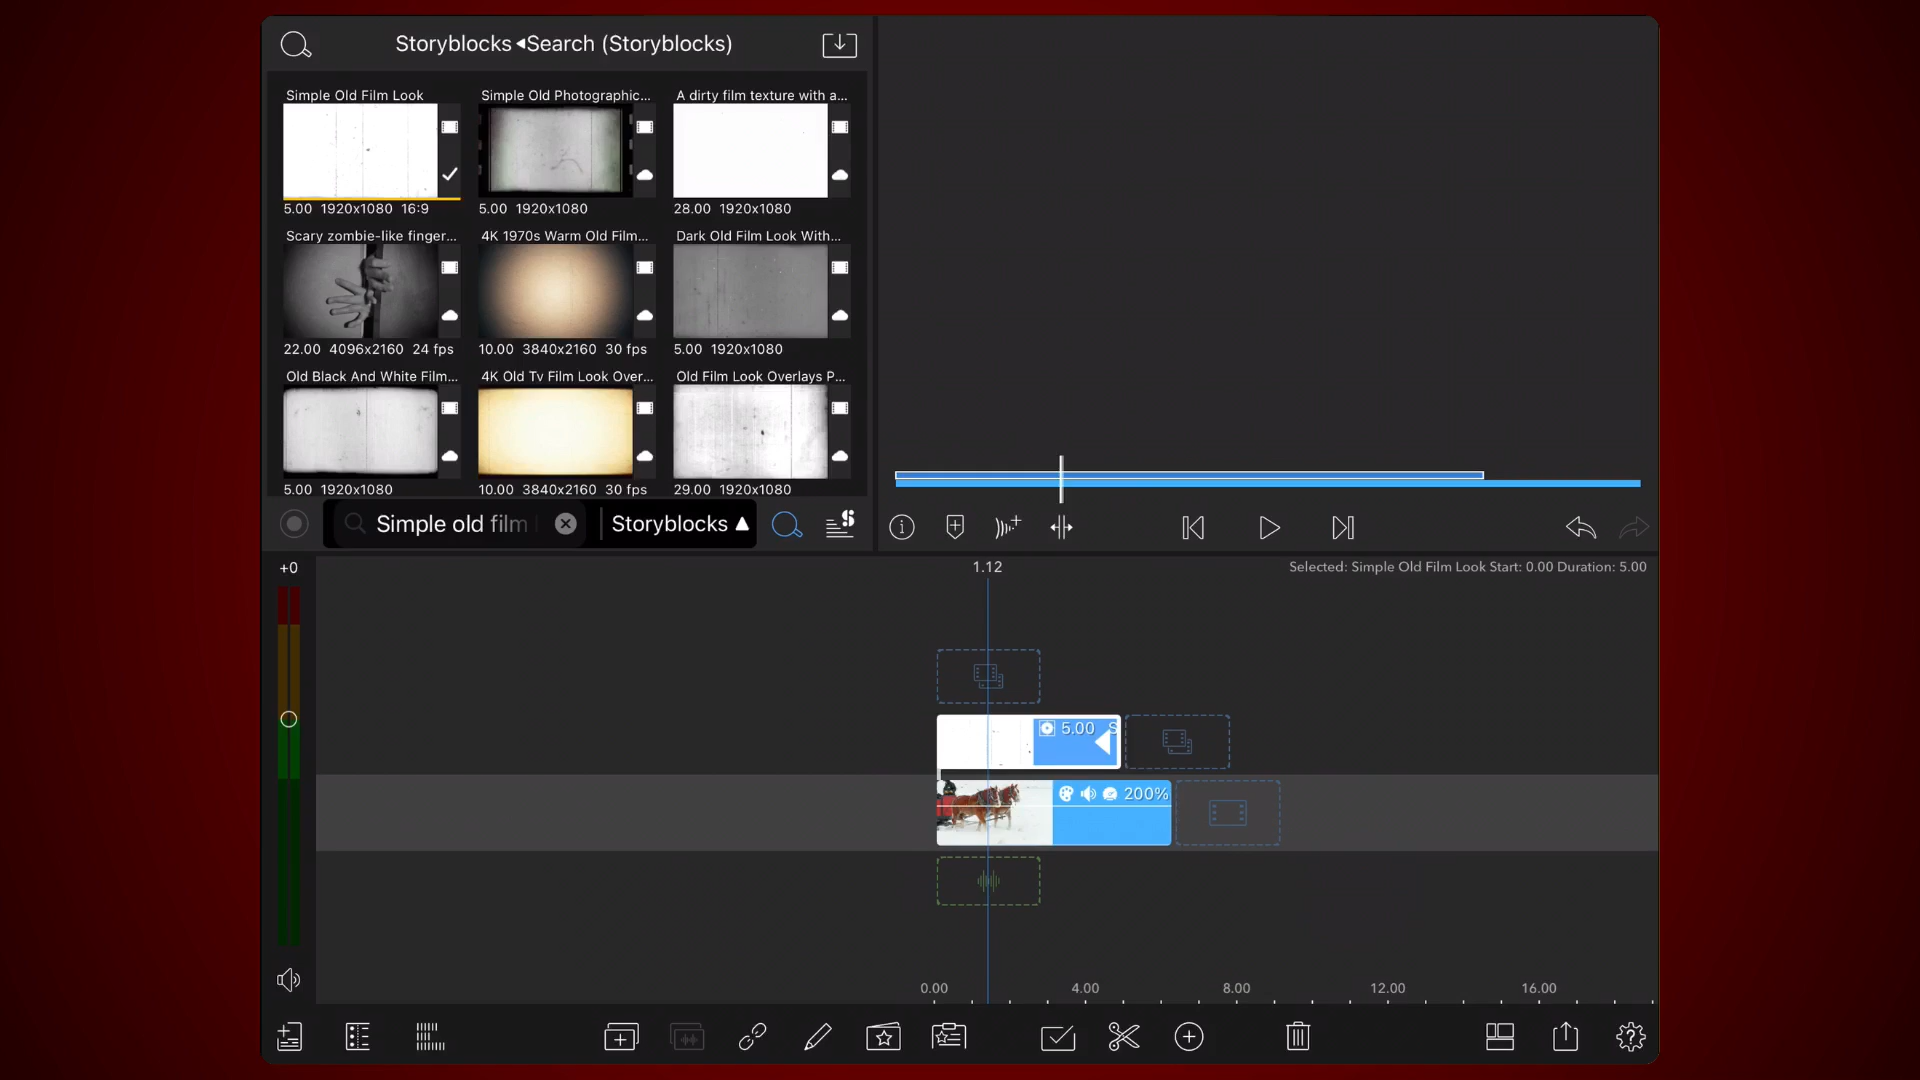 Storyblocks ◂Search (Storyblocks)
Simple Old Film Look
Simple Old Photographic...
A dirty film texture with a...
5.00 1920x1080 16:9
5.00 1920x1080
28.00 1920x1080
Scary zombie-like finger...
4K 1970s Warm Old Film...
Dark Old Film Look With...
22.00 4096x2160 24 fps
10.00 3840x2160 30 fps
5.00 1920x1080
Old Black And White Film...
4K Old Tv Film Look Over...
Old Film Look Overlays P...
5.00 1920x1080
10.00 3840x2160 30 fps
29.00 1920x1080
Simple old film
Storyblocks ▲
+0
1.12
Selected: Simple Old Film Look Start: 0.00 Duration: 5.00
5.00 S
200%
0.00 4.00 8.00 12.00 16.00